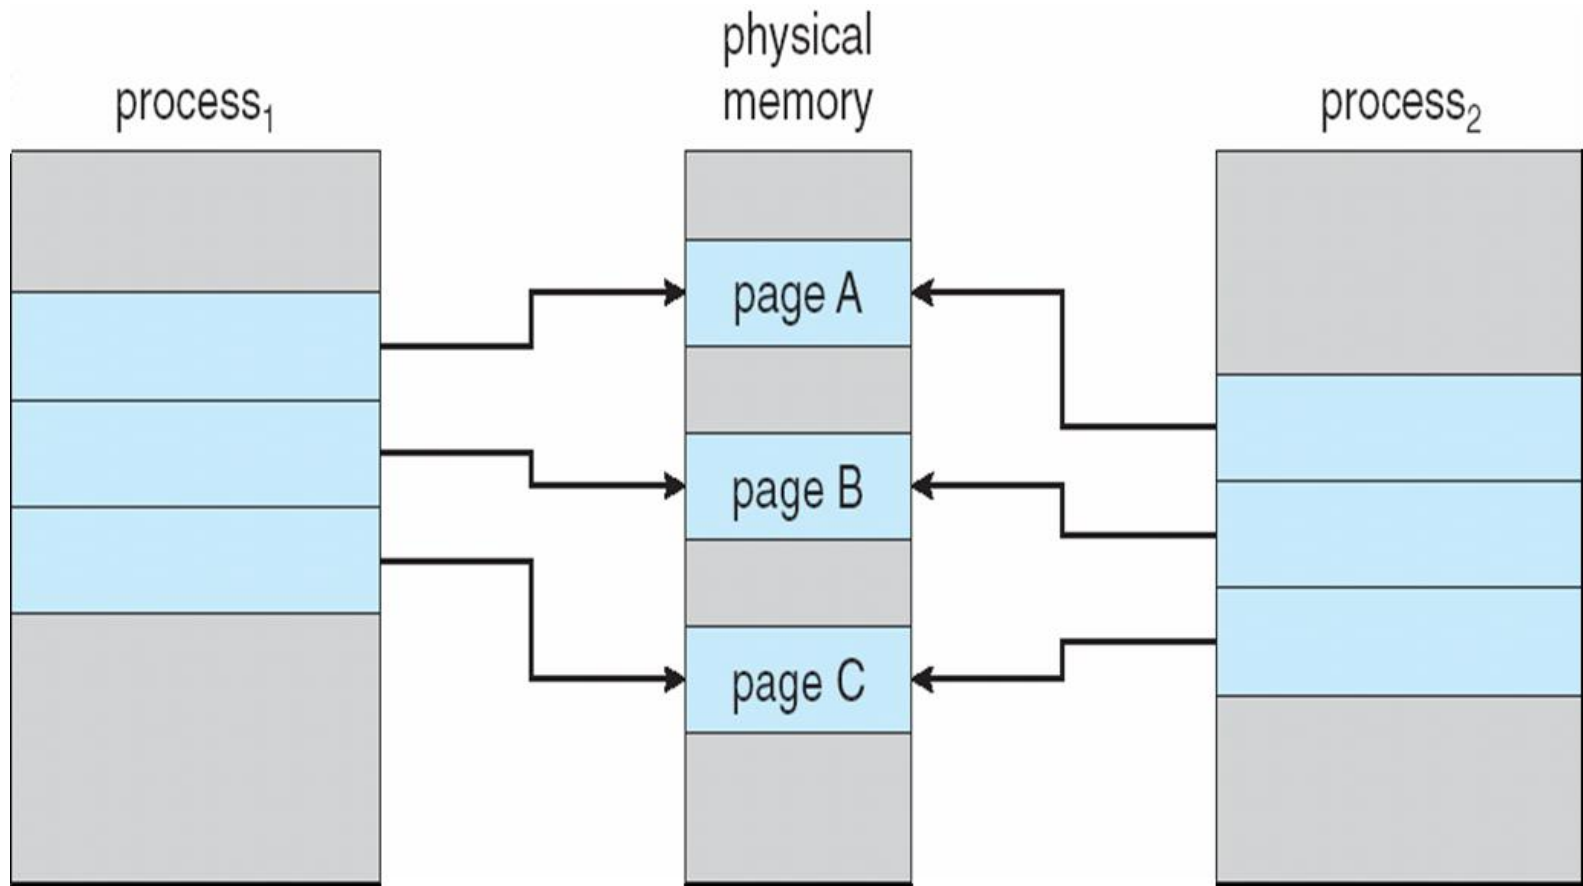 physical
memory
process₁
process₂
page A
page B
page C